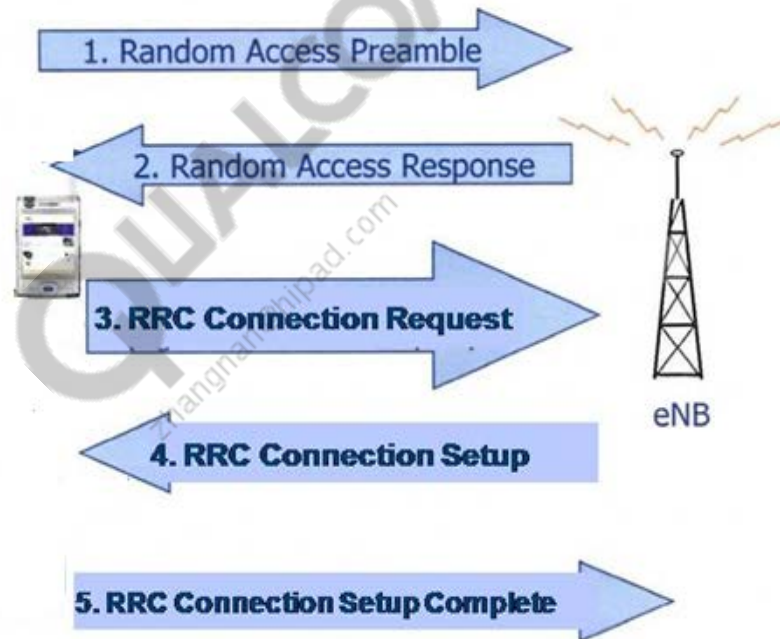 1. Random Access Preamble
2. Random Access Response
3. RRC Connection Request
eNB
4. RRC Connection Setup
5. RRC Connection Setup Complete